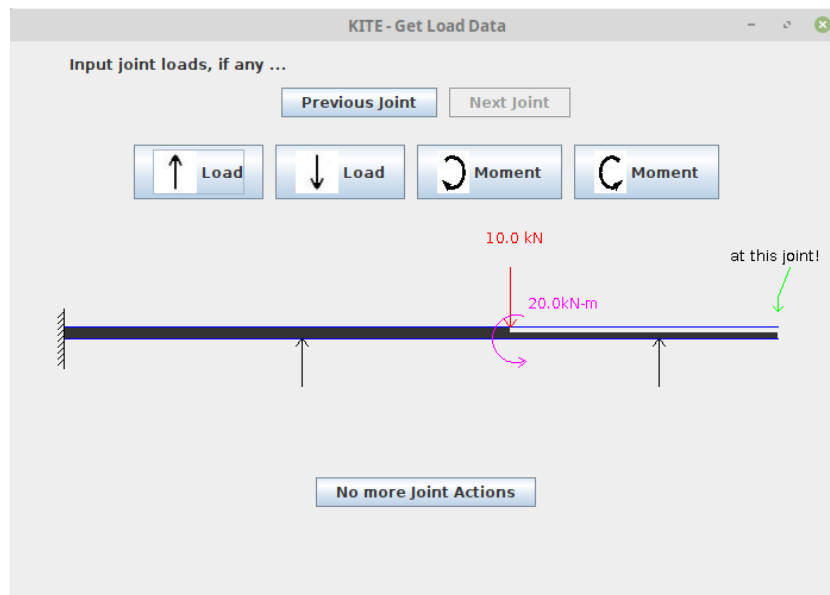 KITE - Get Load Data
Input joint loads, if any ...
Previous Joint
Next Joint
Load
Load
Moment
Moment
10.0 kN
at this joint!
20.0kN-m
No more Joint Actions